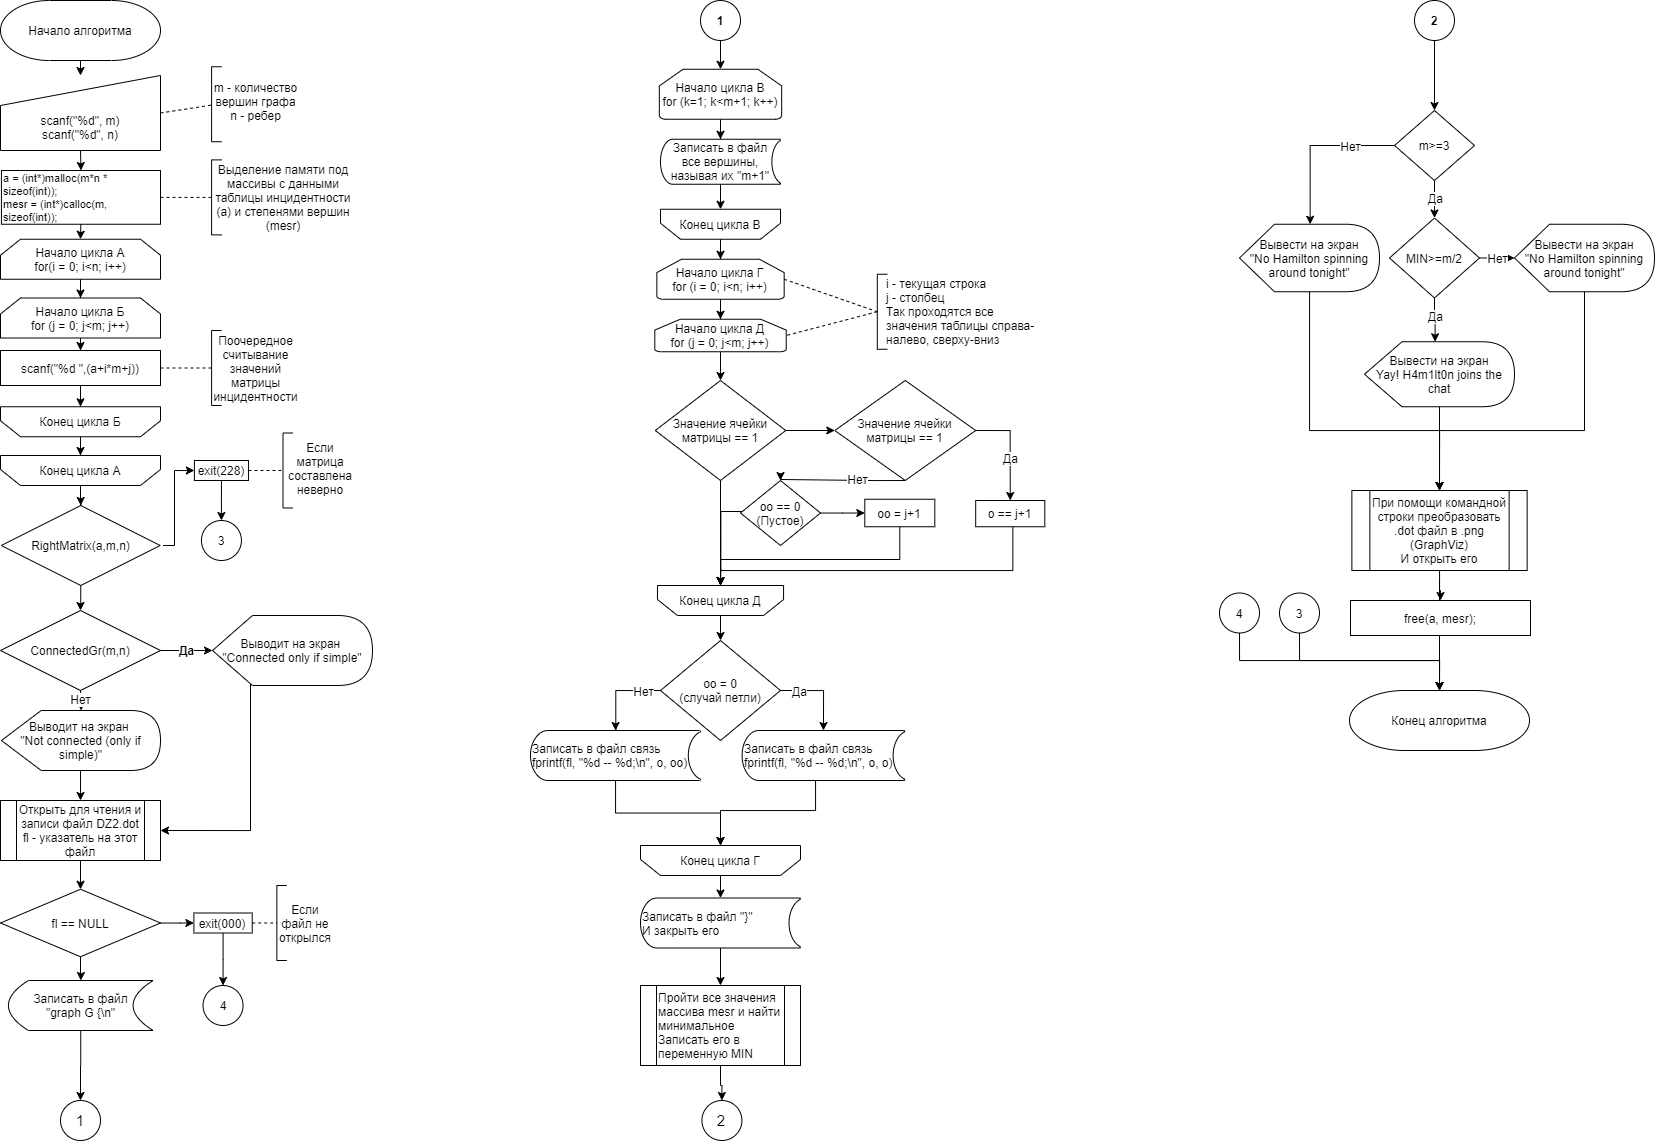 Начало алгоритма
scanf("%d", m)
scanf("%d", n)
m - количество
вершин графа
n - ребер
a = (int*)malloc(m*n *
sizeof(int));
mesr = (int*)calloc(m,
sizeof(int));
Выделение памяти под
массивы с данными
таблицы инцидентности
(a) и степенями вершин
(mesr)
Начало цикла А
for(i = 0; i<n; i++)
Начало цикла Б
for (j = 0; j<m; j++)
scanf("%d ",(a+i*m+j))
Поочередное
считывание
значений
матрицы
инцидентности
Конец цикла Б
Конец цикла А
exit(228)
Если
матрица
составлена
неверно
3
RightMatrix(a,m,n)
ConnectedGr(m,n)
Да
Выводит на экран
"Connected only if simple"
Нет
Выводит на экран
"Not connected (only if
simple)"
Открыть для чтения и
записи файл DZ2.dot
fl - указатель на этот
файл
fl == NULL
exit(000)
Если
файл не
открылся
4
Записать в файл
"graph G {\n"
1
1
Начало цикла В
for (k=1; k<m+1; k++)
Записать в файл
все вершины,
называя их "m+1"
Конец цикла В
Начало цикла Г
for (i = 0; i<n; i++)
Начало цикла Д
for (j = 0; j<m; j++)
i - текущая строка
j - столбец
Так проходятся все
значения таблицы справа-
налево, сверху-вниз
Значение ячейки
матрицы == 1
Значение ячейки
матрицы == 1
Да
Нет
oo == 0
(Пустое)
oo = j+1
o == j+1
Конец цикла Д
oo = 0
(случай петли)
Нет
Да
Записать в файл связь
fprintf(fl, "%d -- %d;\n", o, oo)
Записать в файл связь
fprintf(fl, "%d -- %d;\n", o, o)
Конец цикла Г
Записать в файл "}"
И закрыть его
Пройти все значения
массива mesr и найти
минимальное
Записать его в
переменную MIN
2
2
m>=3
Нет
Да
Вывести на экран
"No Hamilton spinning
around tonight"
MIN>=m/2
Нет
Вывести на экран
"No Hamilton spinning
around tonight"
Да
Вывести на экран
Yay! H4m1lt0n joins the
chat
При помощи командной
строки преобразовать
.dot файл в .png
(GraphViz)
И открыть его
4
3
free(a, mesr);
Конец алгоритма